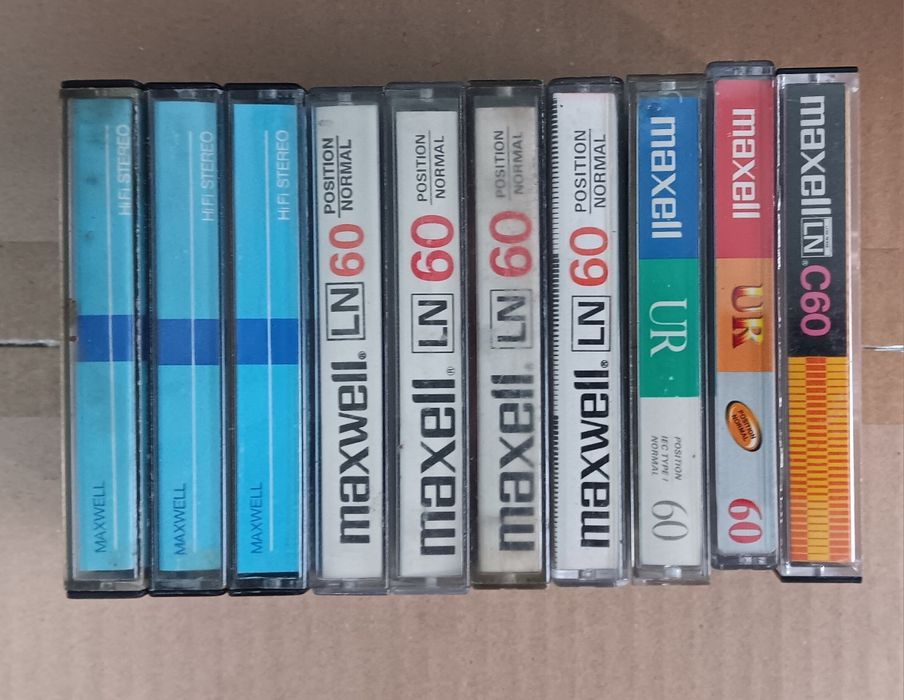 MAXWELL
HiFi STEREO
MAXWELL
HiFi STEREO
MAXWELL
HiFi STEREO
maxwell® LN 60
POSITION
NORMAL
maxell® LN 60
POSITION
NORMAL
maxell® LN 60
POSITION
NORMAL
maxwell® LN 60
POSITION
NORMAL
maxell
UR
POSITION
IEC TYPE I
NORMAL
60
maxell
UR
POSITION
NORMAL
60
maxell LN® C60